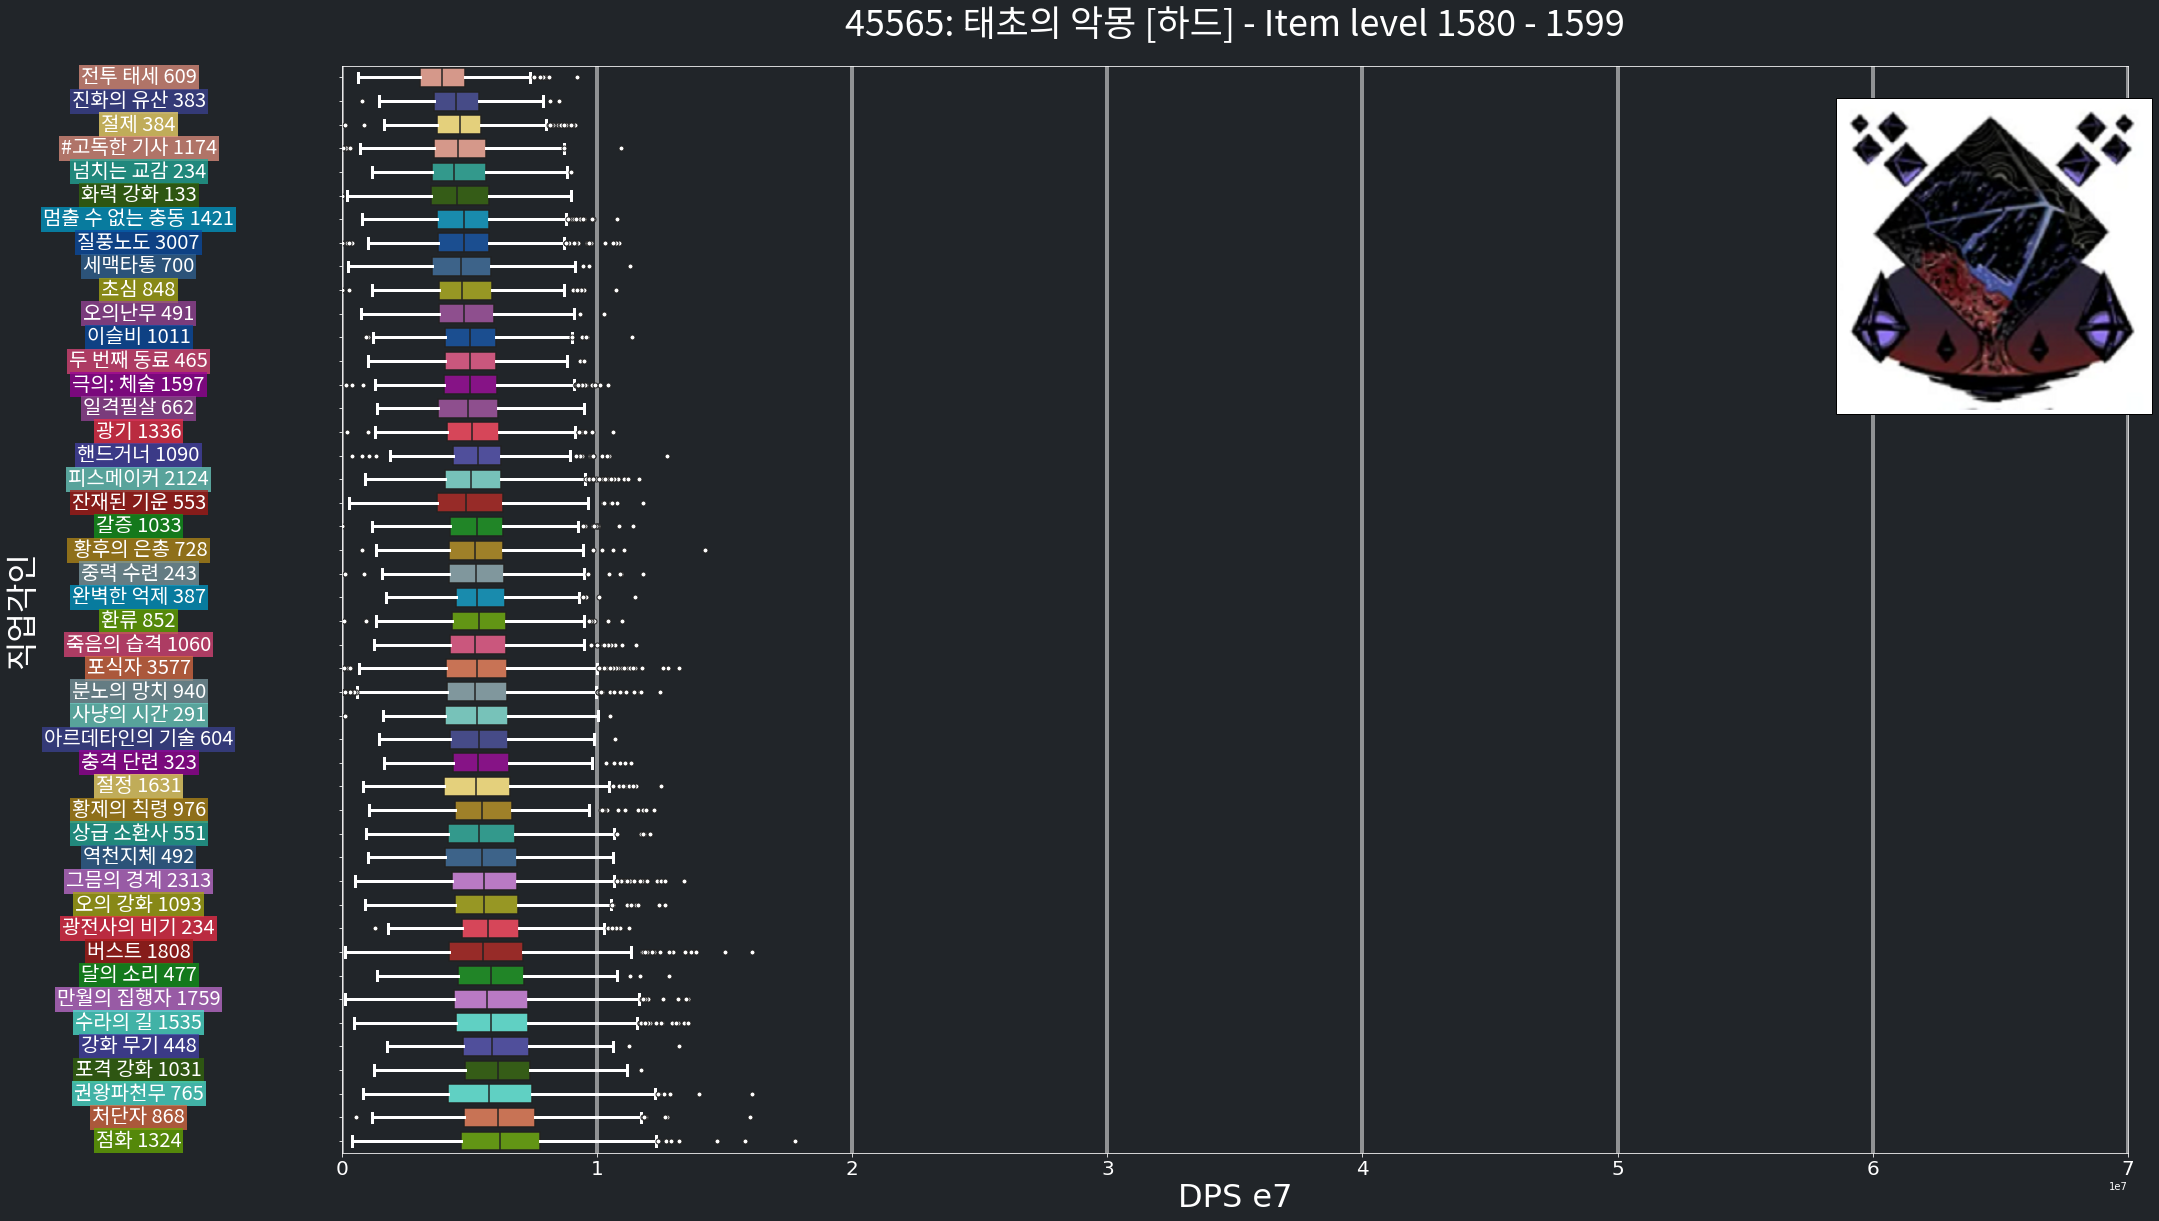 45565: 태초의 악몽 [하드] - Item level 1580 - 1599
전투 태세 609
진화의 유산 383
절제 384
#고독한 기사 1174
넘치는 교감 234
화력 강화 133
멈출 수 없는 충동 1421
질풍노도 3007
세맥타통 700
초심 848
오의난무 491
이슬비 1011
두 번째 동료 465
극의: 체술 1597
일격필살 662
광기 1336
핸드거너 1090
피스메이커 2124
잔재된 기운 553
갈증 1033
황후의 은총 728
중력 수련 243
완벽한 억제 387
환류 852
죽음의 습격 1060
포식자 3577
분노의 망치 940
사냥의 시간 291
아르데타인의 기술 604
충격 단련 323
절정 1631
황제의 칙령 976
상급 소환사 551
역천지체 492
그믐의 경계 2313
오의 강화 1093
광전사의 비기 234
버스트 1808
달의 소리 477
만월의 집행자 1759
수라의 길 1535
강화 무기 448
포격 강화 1031
권왕파천무 765
처단자 868
점화 1324
직업각인
0 1 2 3 4 5 6 7
1e7
DPS e7